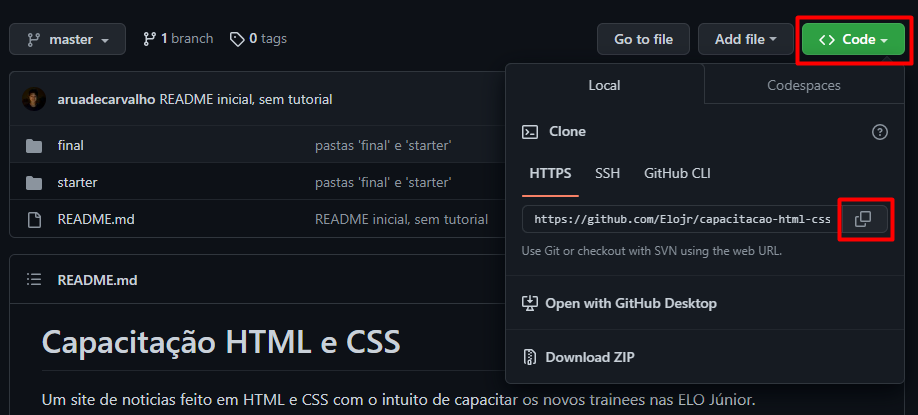 master
1 branch
0 tags
Go to file
Add file
<> Code
aruadecarvalho README inicial, sem tutorial
final
pastas 'final' e 'starter'
starter
pastas 'final' e 'starter'
README.md
README inicial, sem tutorial
Local
Codespaces
Clone
HTTPS
SSH
GitHub CLI
https://github.com/Elojr/capacitacao-html-css
Use Git or checkout with SVN using the web URL.
Open with GitHub Desktop
Download ZIP
README.md
Capacitação HTML e CSS
Um site de noticias feito em HTML e CSS com o intuito de capacitar os novos trainees nas ELO Júnior.